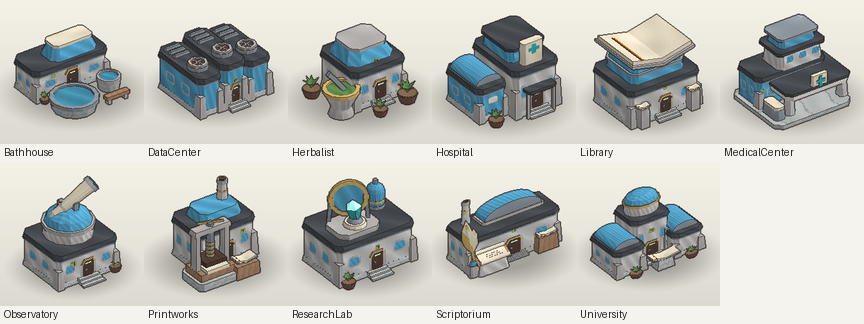 Bathhouse
DataCenter
Herbalist
Hospital
Library
MedicalCenter
Observatory
Printworks
ResearchLab
Scriptorium
University